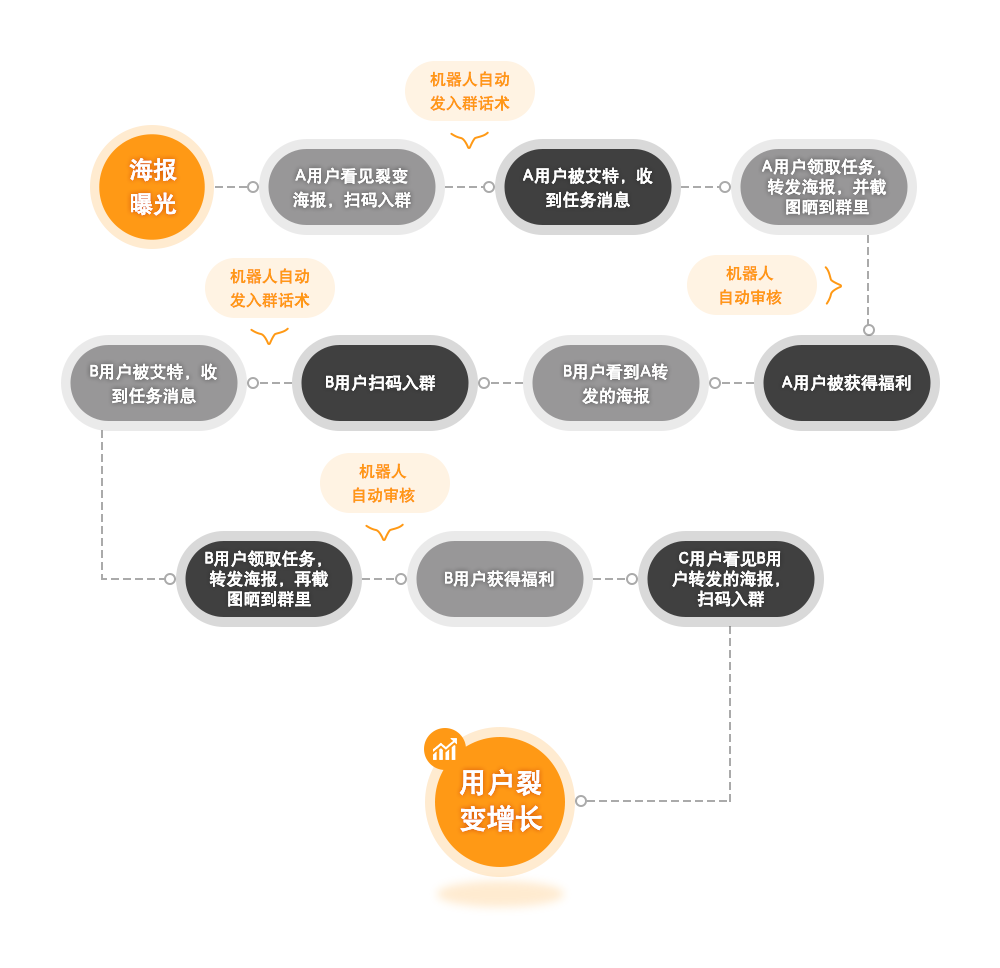 机器人自动
发入群话术
海报
曝光
A用户看见裂变
海报，扫码入群
A用户被艾特，收
到任务消息
A用户领取任务，
转发海报，并截
图晒到群里
机器人自动
发入群话术
机器人
自动审核
B用户被艾特，收
到任务消息
B用户扫码入群
B用户看到A转
发的海报
A用户被获得福利
机器人
自动审核
B用户领取任务，
转发海报，再截
图晒到群里
B用户获得福利
C用户看见B用
户转发的海报，
扫码入群
用户裂
变增长